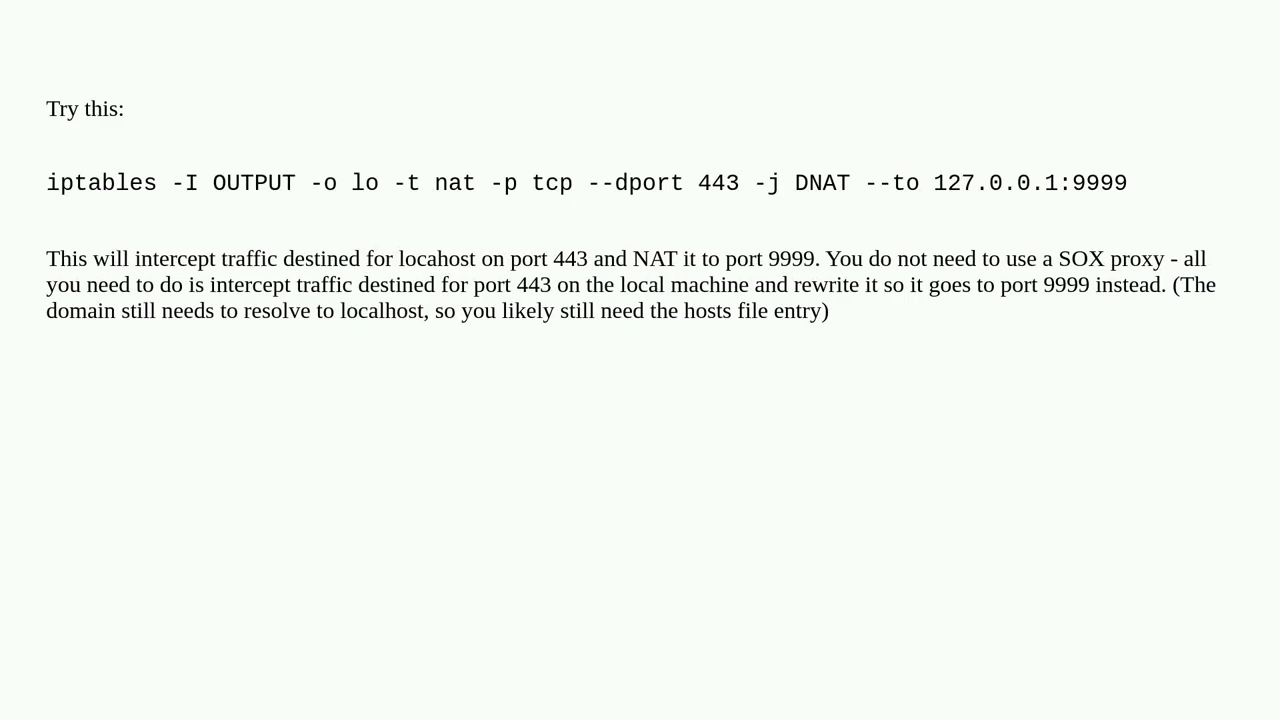 Try this:
iptables -I OUTPUT -o lo -t nat -p tcp --dport 443 -j DNAT --to 127.0.0.1:9999
This will intercept traffic destined for locahost on port 443 and NAT it to port 9999. You do not need to use a SOX proxy - all
you need to do is intercept traffic destined for port 443 on the local machine and rewrite it so it goes to port 9999 instead. (The
domain still needs to resolve to localhost, so you likely still need the hosts file entry)